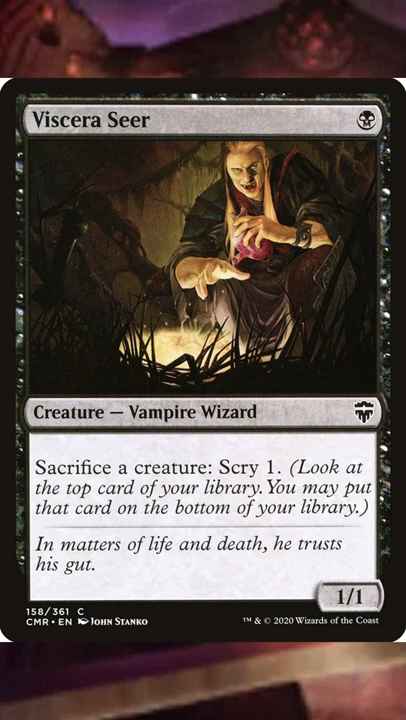 Viscera Seer
Creature — Vampire Wizard
Sacrifice a creature: Scry 1. (Look at
the top card of your library. You may put
that card on the bottom of your library.)
In matters of life and death, he trusts
his gut.
1/1
158/361 C
CMR • EN JOHN STANKO
™ & © 2020 Wizards of the Coast